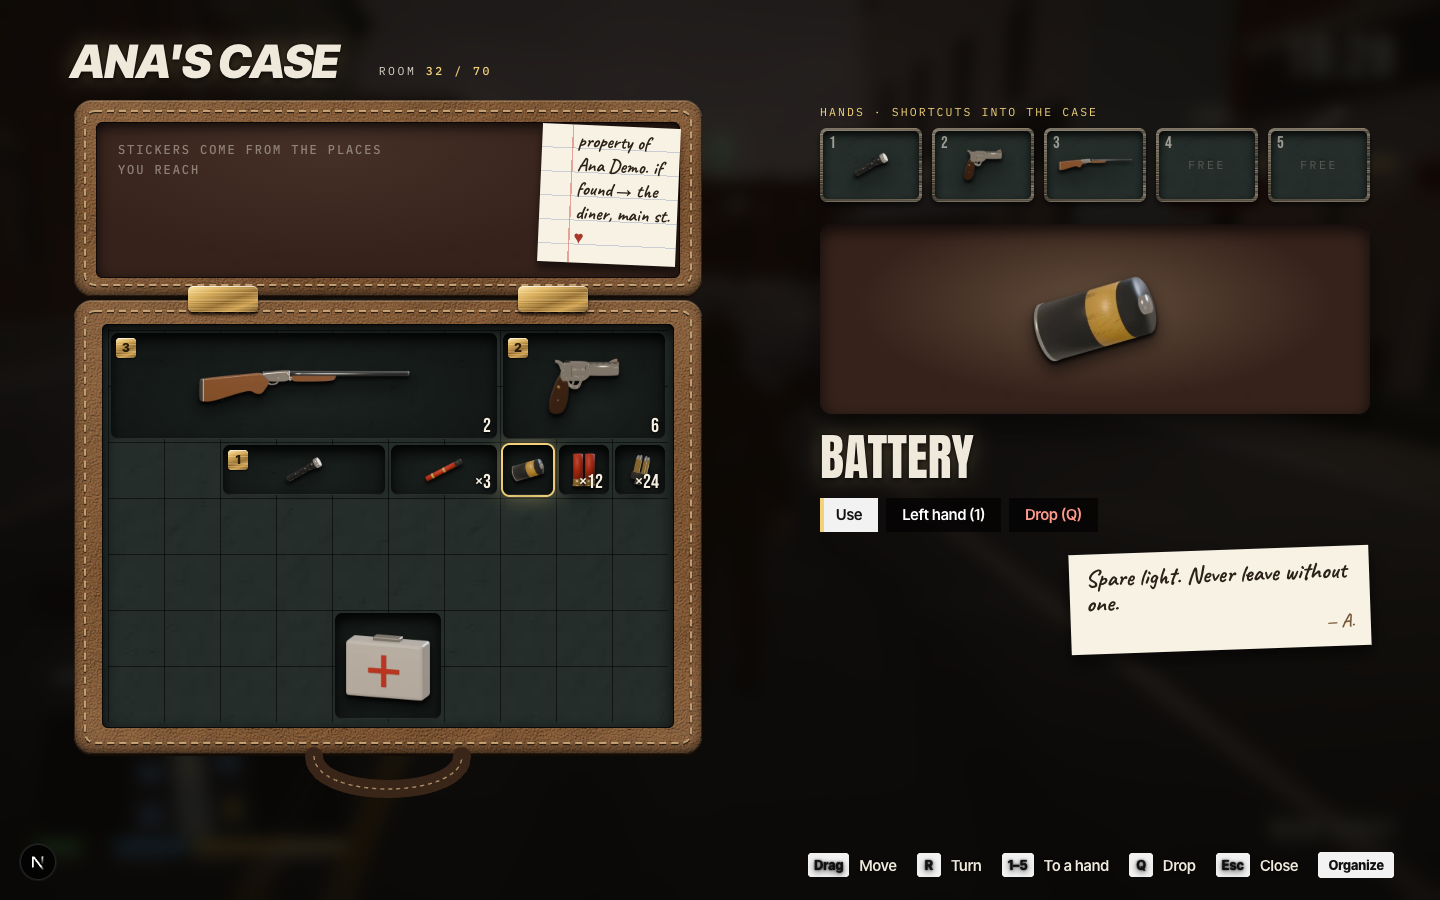 ANA'S CASE
ROOM 32 / 70
STICKERS COME FROM THE PLACES
YOU REACH
property of
Ana Demo. if
found → the
diner, main st.
♥
HANDS · SHORTCUTS INTO THE CASE
1
2
3
4
FREE
5
FREE
3
2
2
6
1
×3
×12
×24
BATTERY
Use
Left hand (1)
Drop (Q)
Spare light. Never leave without
one.
– A.
N
Drag Move R Turn 1–5 To a hand Q Drop Esc Close Organize